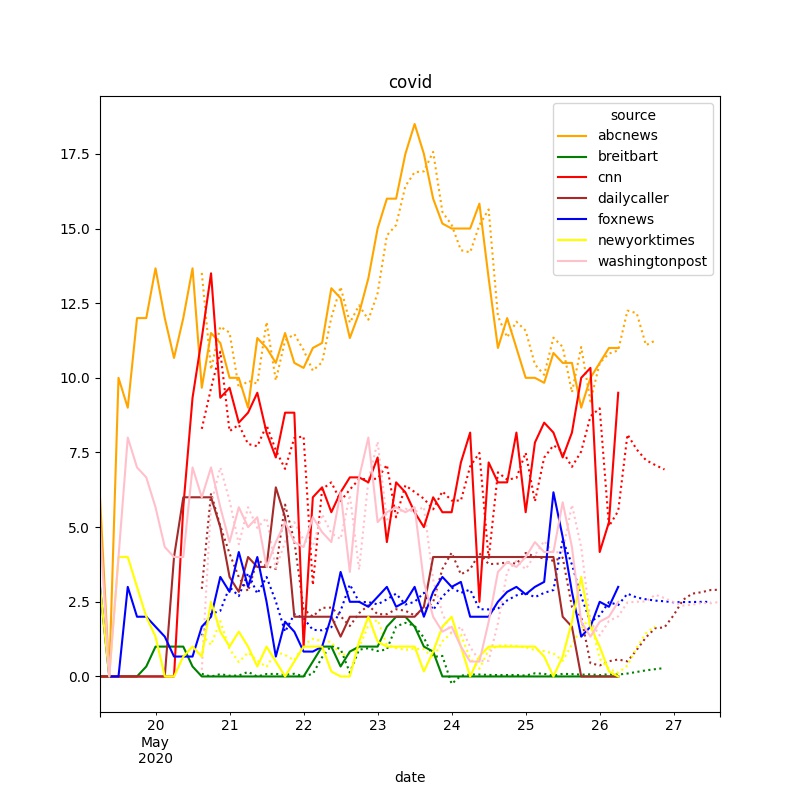 covid
source
abcnews
breitbart
cnn
dailycaller
foxnews
newyorktimes
washingtonpost
17.5
15.0
12.5
10.0
7.5
5.0
2.5
0.0
20 21 22 23 24 25 26 27
May
2020
date